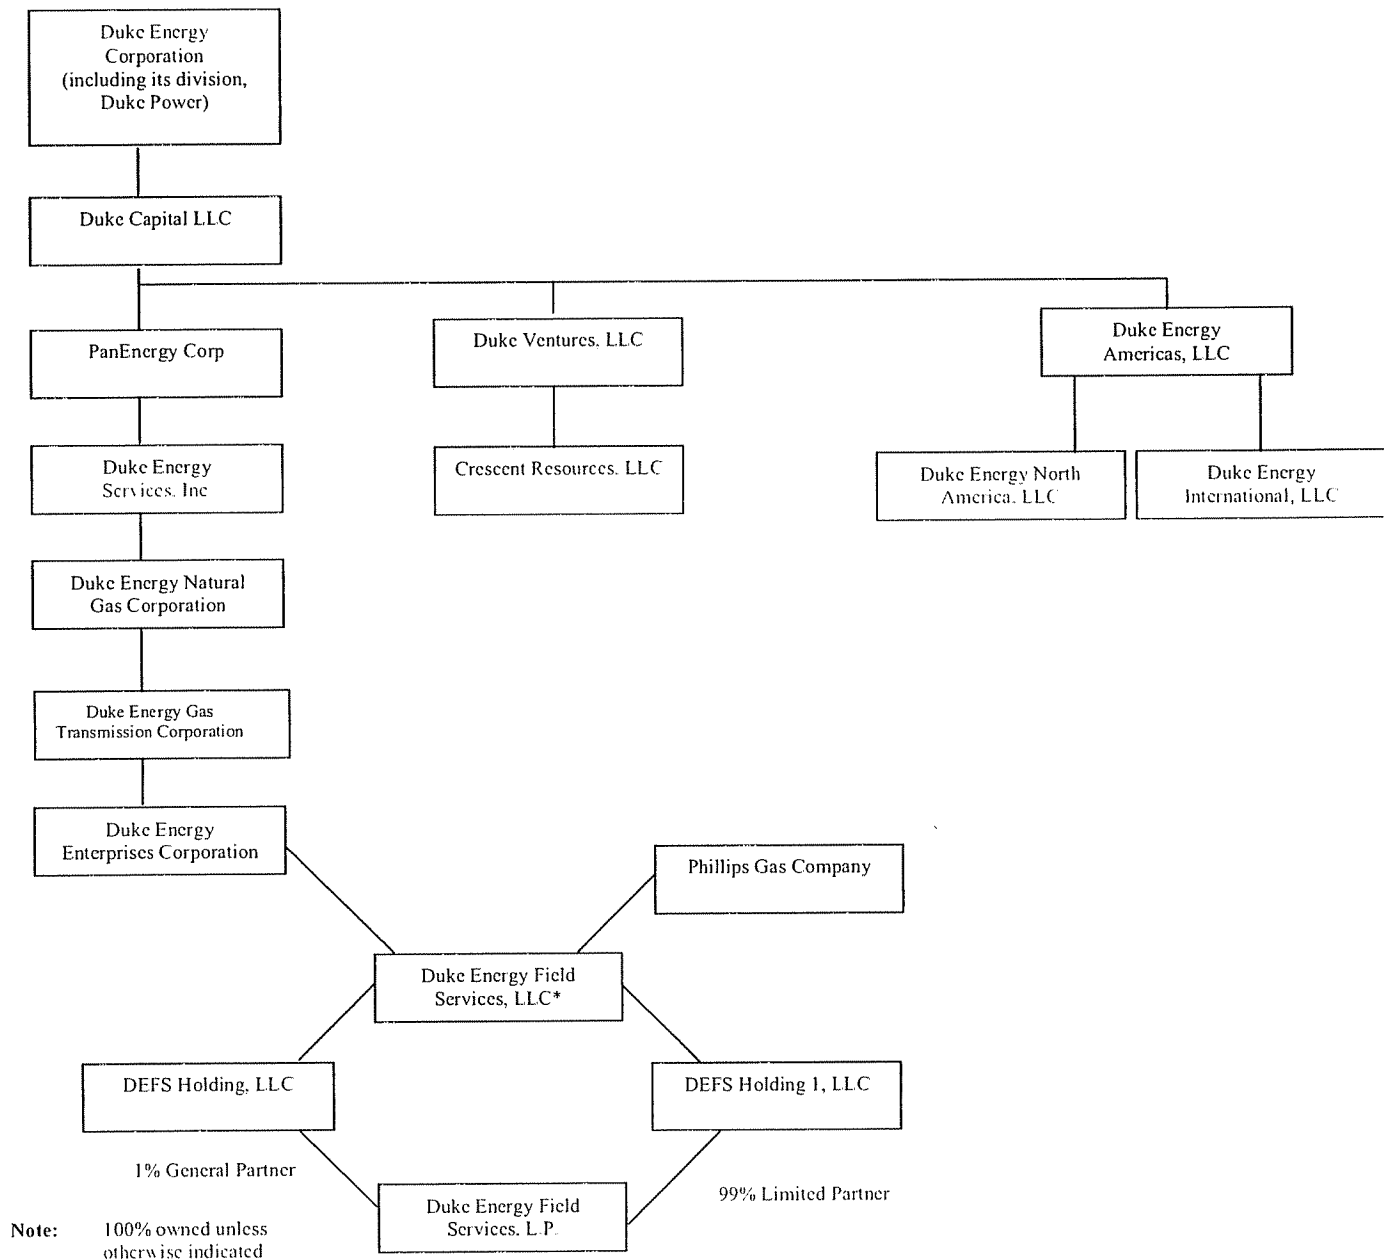 Duke Energy
Corporation
(including its division,
Duke Power)
Duke Capital LLC
PanEnergy Corp
Duke Ventures, LLC
Duke Energy
Americas, LLC
Duke Energy
Services, Inc
Crescent Resources, LLC
Duke Energy North
America, LLC
Duke Energy
International, LLC
Duke Energy Natural
Gas Corporation
Duke Energy Gas
Transmission Corporation
Duke Energy
Enterprises Corporation
Phillips Gas Company
Duke Energy Field
Services, LLC*
DEFS Holding, LLC
DEFS Holding 1, LLC
1% General Partner
99% Limited Partner
Duke Energy Field
Services, L.P.
Note: 100% owned unless
otherwise indicated